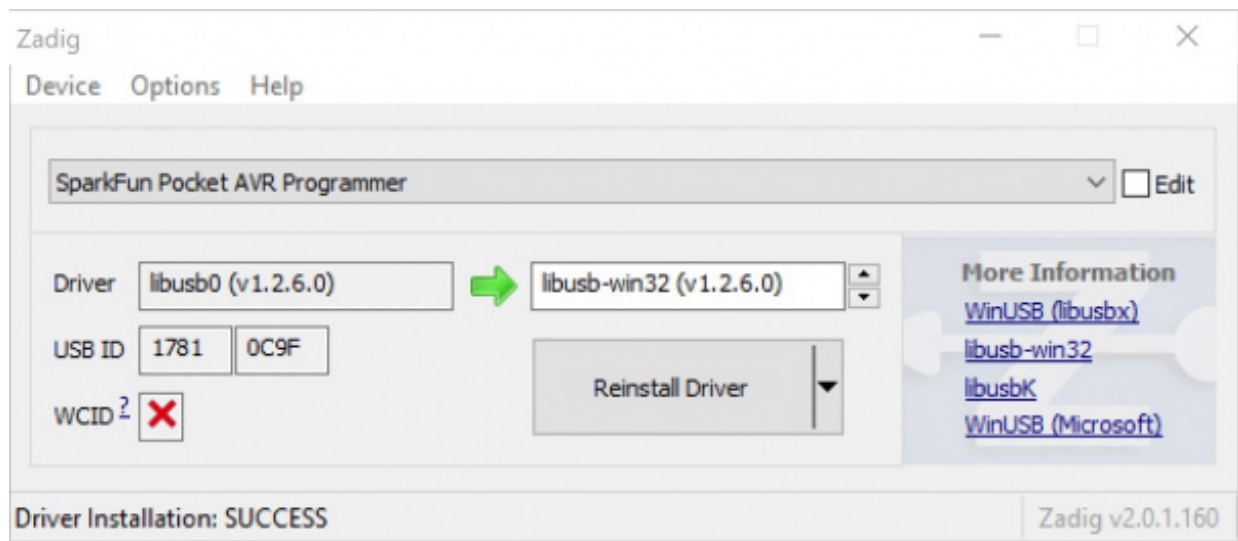 Zadig
Device Options Help
SparkFun Pocket AVR Programmer
Edit
Driver libusb0 (v1.2.6.0) libusb-win32 (v1.2.6.0)
USB ID 1781 0C9F
WCID ?
Reinstall Driver
More Information
WinUSB (libusbx)
libusb-win32
libusbK
WinUSB (Microsoft)
Driver Installation: SUCCESS
Zadig v2.0.1.160